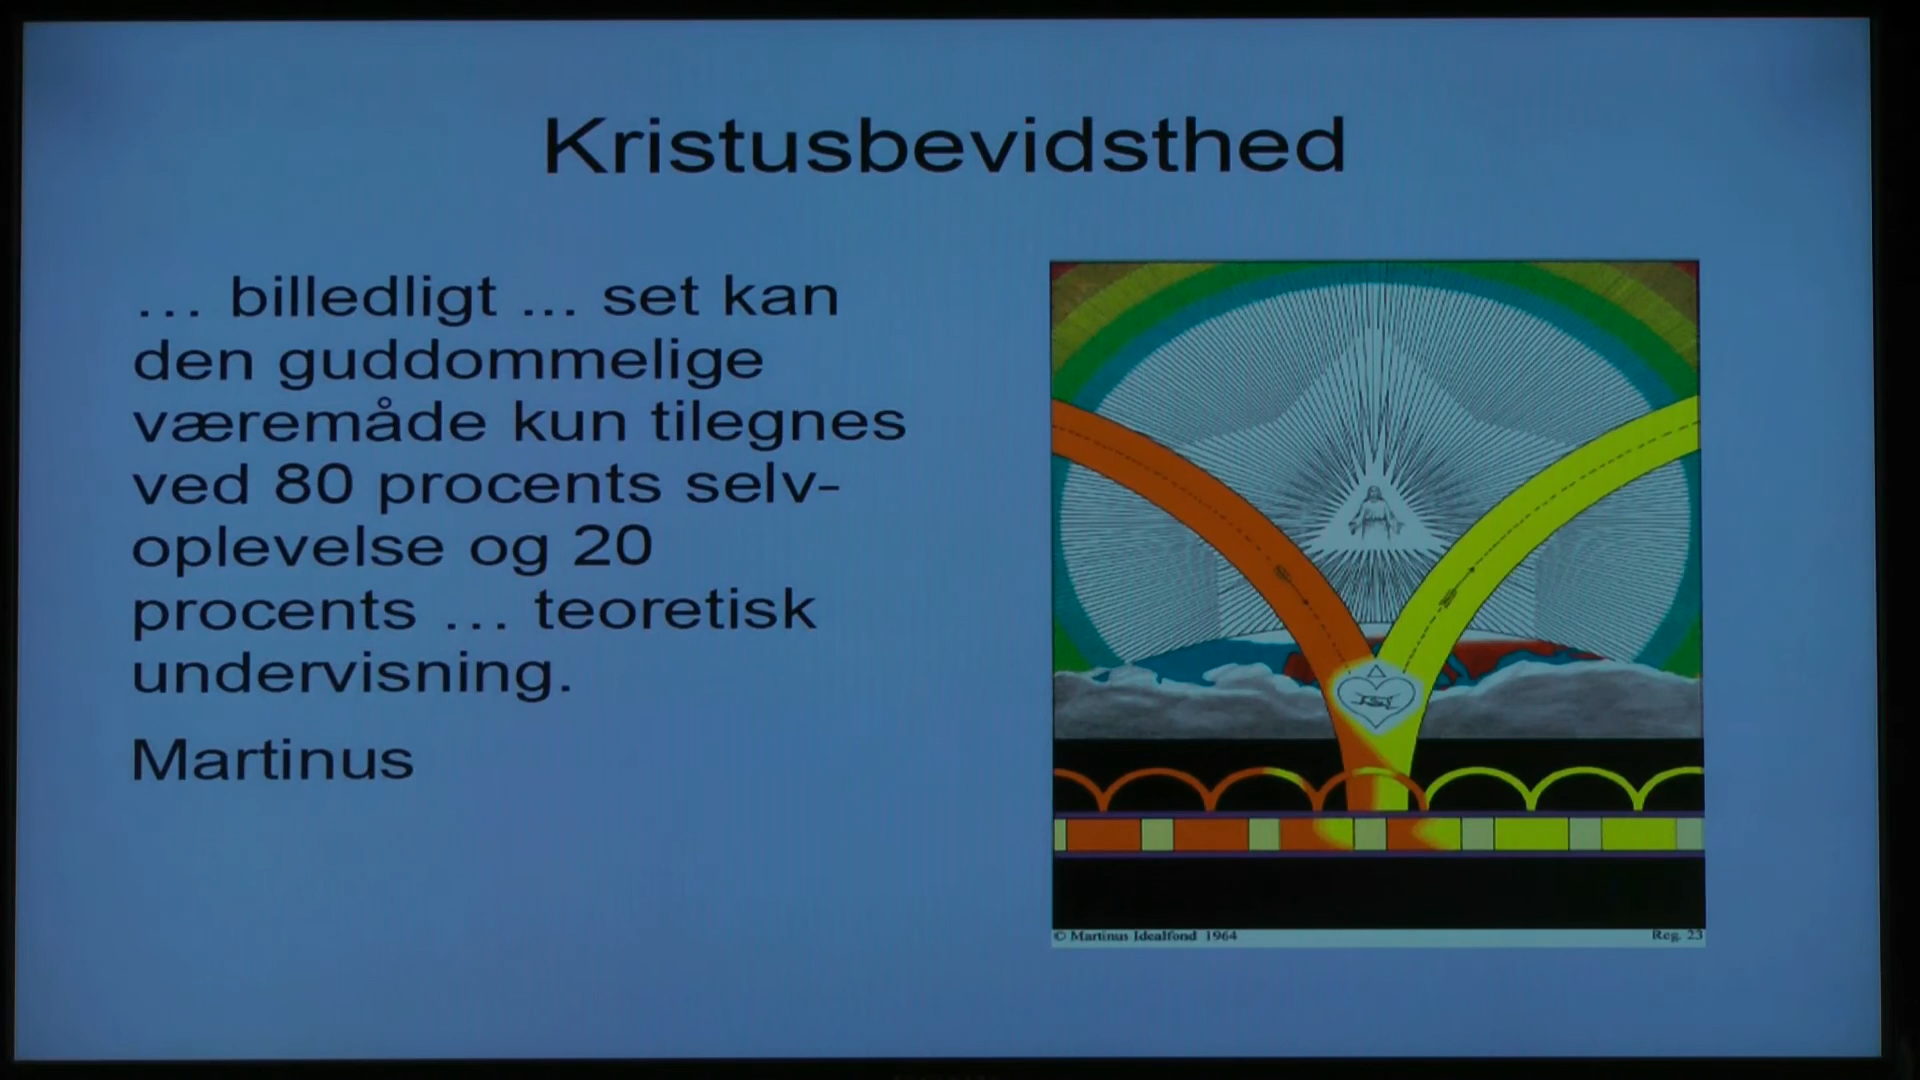 Kristusbevidsthed
... billedligt ... set kan
den guddommelige
væremåde kun tilegnes
ved 80 procents selv-
oplevelse og 20
procents ... teoretisk
undervisning.
Martinus
© Martinus Idealfond 1964
Reg. 23